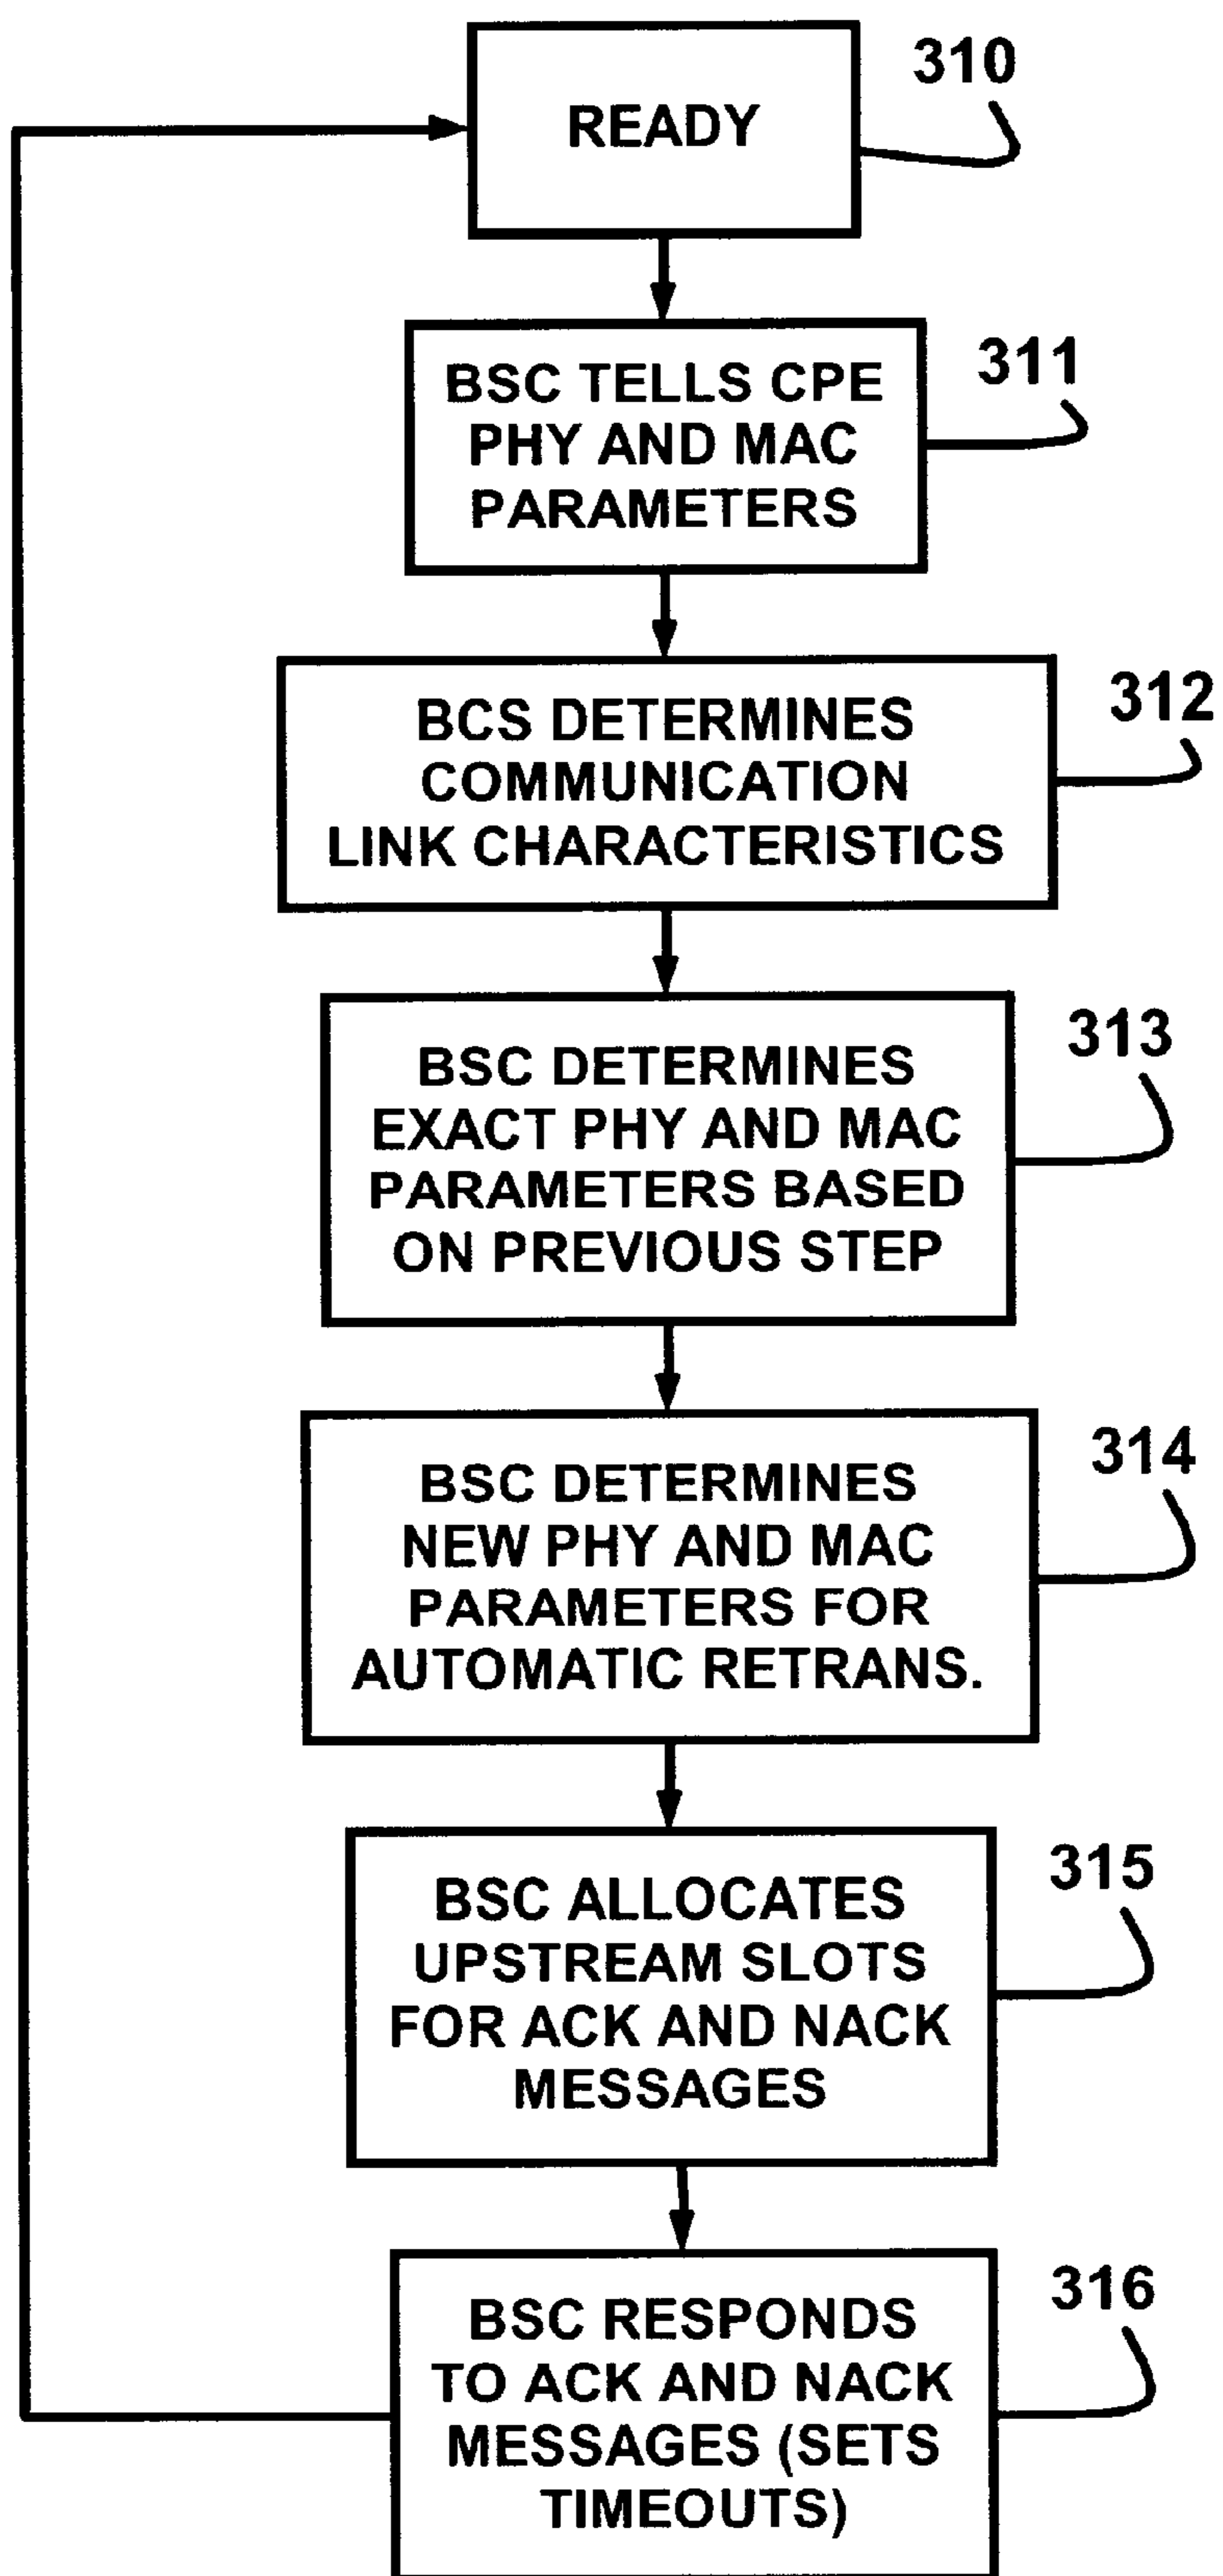 310
READY
311
BSC TELLS CPE
PHY AND MAC
PARAMETERS
312
BCS DETERMINES
COMMUNICATION
LINK CHARACTERISTICS
313
BSC DETERMINES
EXACT PHY AND MAC
PARAMETERS BASED
ON PREVIOUS STEP
314
BSC DETERMINES
NEW PHY AND MAC
PARAMETERS FOR
AUTOMATIC RETRANS.
315
BSC ALLOCATES
UPSTREAM SLOTS
FOR ACK AND NACK
MESSAGES
316
BSC RESPONDS
TO ACK AND NACK
MESSAGES (SETS
TIMEOUTS)